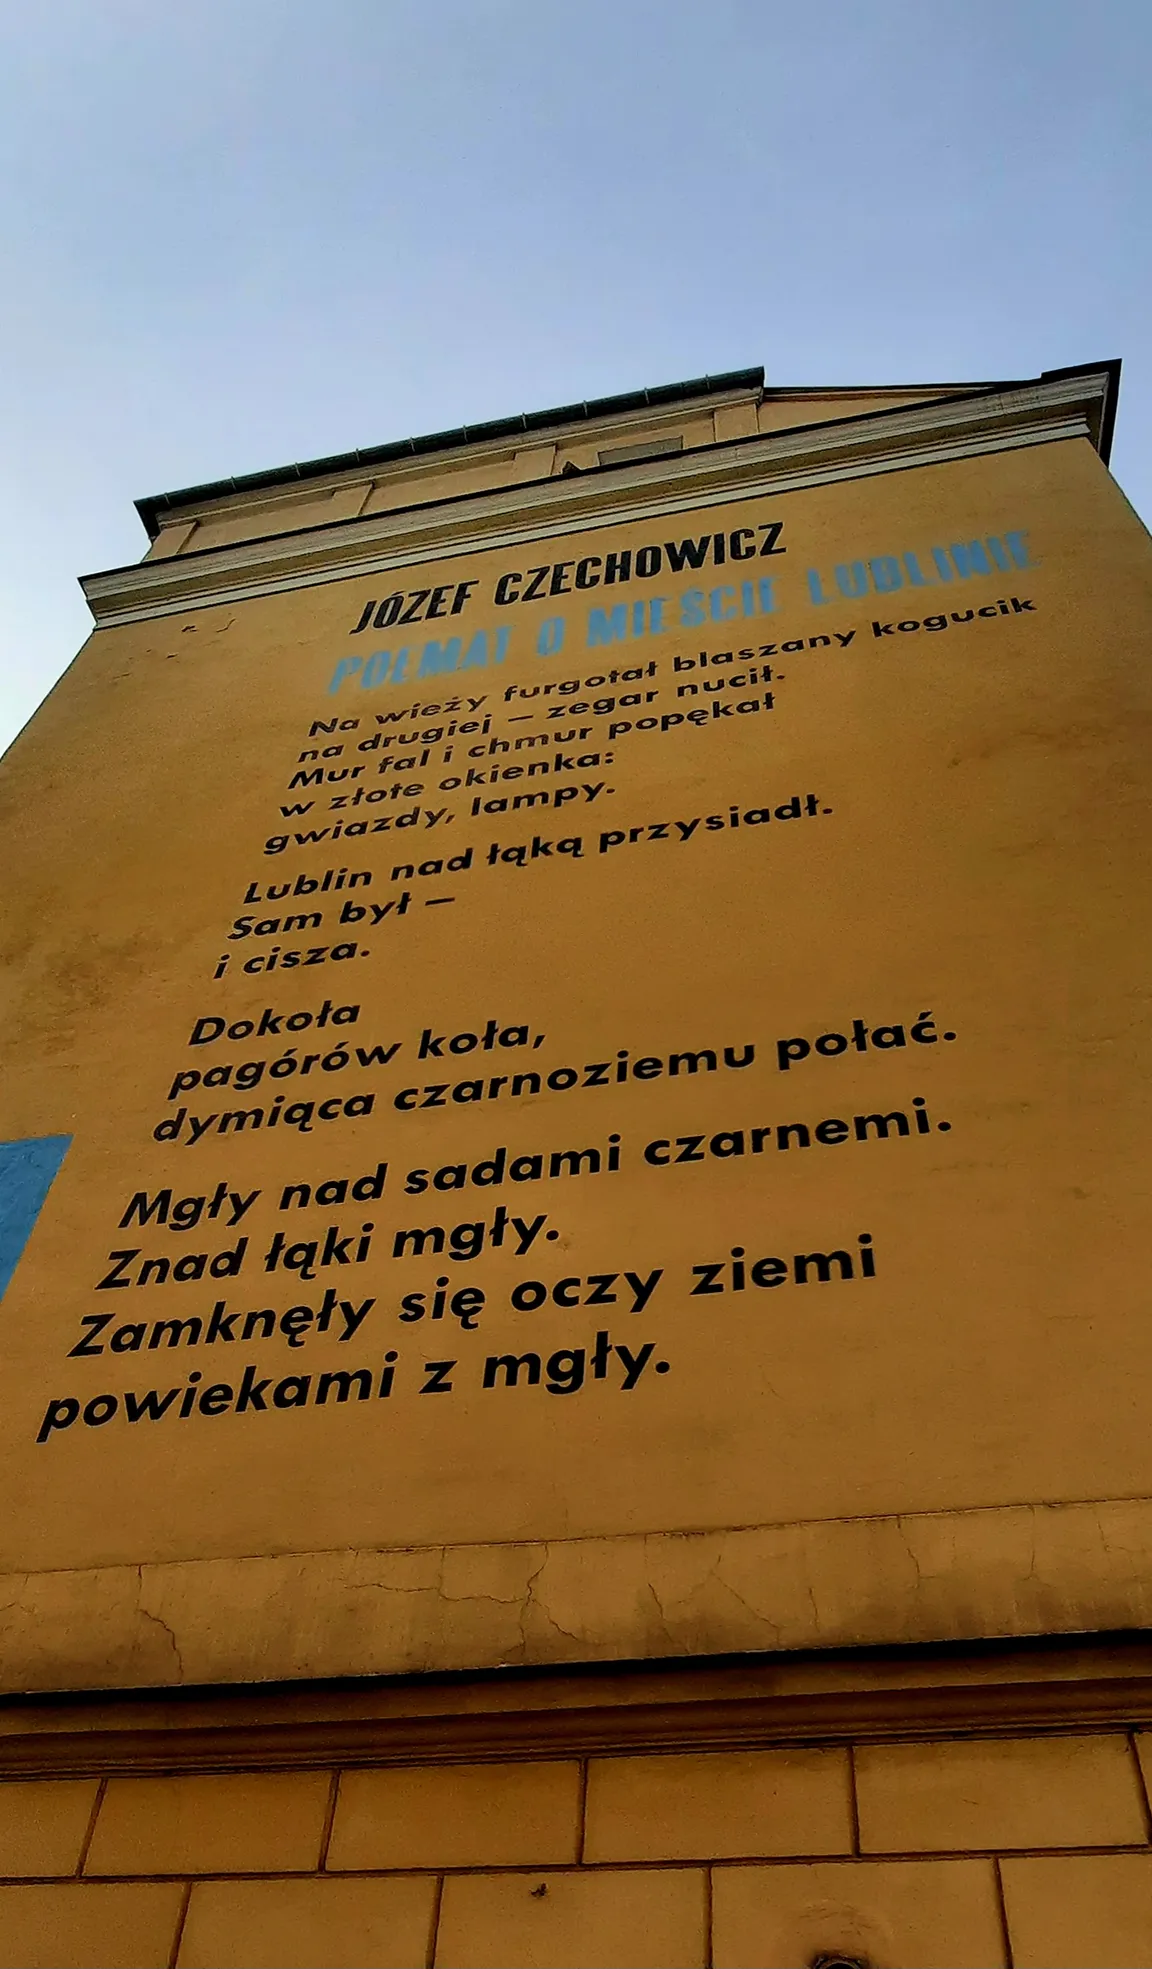 JÓZEF CZECHOWICZ
POEMAT O MIEŚCIE LUBLINIE
Na wieży furgotał blaszany kogucik
na drugiej – zegar nucił.
Mur fal i chmur popękał
w złote okienka:
gwiazdy, lampy.
Lublin nad łąką przysiadł.
Sam był –
i cisza.
Dokoła
pagórów koła,
dymiąca czarnoziemu połać.
Mgły nad sadami czarnemi.
Znad łąki mgły.
Zamknęły się oczy ziemi
powiekami z mgły.